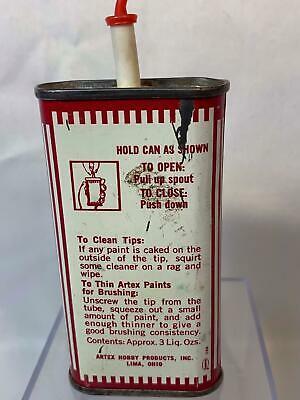 HOLD CAN AS SHOWN
TO OPEN:
Pull up spout
TO CLOSE:
Push down
To Clean Tips:
If any paint is caked on the
outside of the tip, squirt
some cleaner on a rag and
wipe.
To Thin Artex Paints
for Brushing:
Unscrew the tip from the
tube, squeeze out a small
amount of paint, and add
enough thinner to give a
good brushing consistency.
Contents: Approx. 3 Liq. Ozs.
ARTEX HOBBY PRODUCTS, INC.
LIMA, OHIO